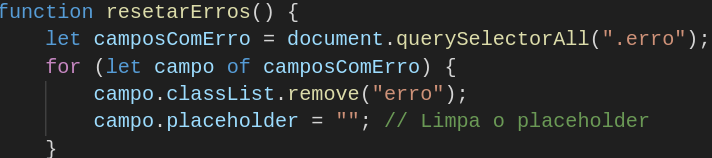 function resetarErros() {
    let camposComErro = document.querySelectorAll(".erro");
    for (let campo of camposComErro) {
        campo.classList.remove("erro");
        campo.placeholder = ""; // Limpa o placeholder
    }